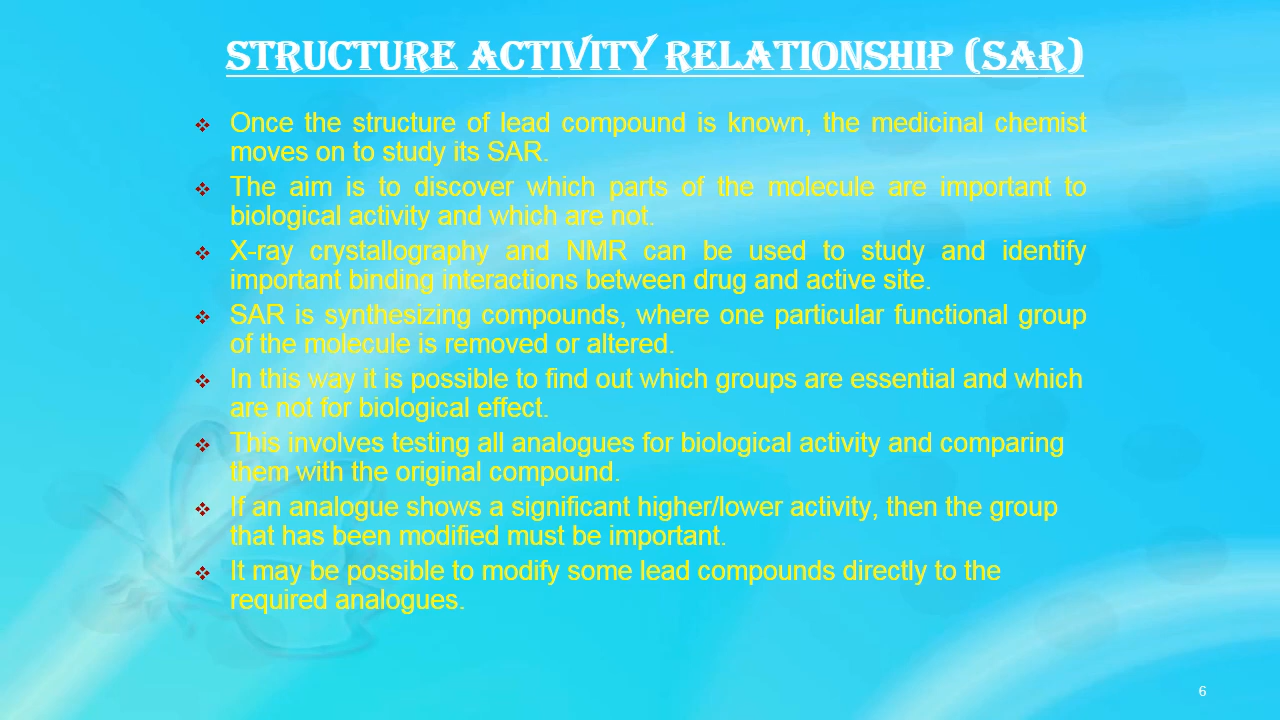 STRUCTURE ACTIVITY RELATIONSHIP (SAR)
❖ Once the structure of lead compound is known, the medicinal chemist
moves on to study its SAR.
❖ The aim is to discover which parts of the molecule are important to
biological activity and which are not.
❖ X-ray crystallography and NMR can be used to study and identify
important binding interactions between drug and active site.
❖ SAR is synthesizing compounds, where one particular functional group
of the molecule is removed or altered.
❖ In this way it is possible to find out which groups are essential and which
are not for biological effect.
❖ This involves testing all analogues for biological activity and comparing
them with the original compound.
❖ If an analogue shows a significant higher/lower activity, then the group
that has been modified must be important.
❖ It may be possible to modify some lead compounds directly to the
required analogues.
6